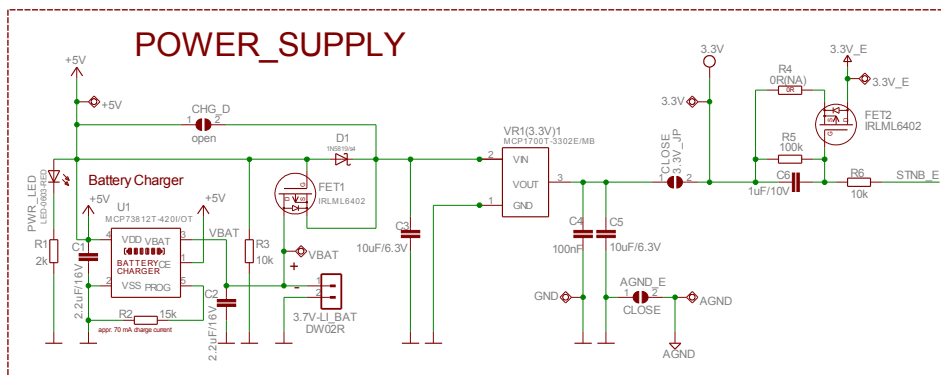 POWER_SUPPLY
+5V
+5V
CHG_D
1 2
open
D1
1N5819/s4
PWR_LED
LED-0603-RED
Battery Charger
+5V
U1
MCP73812T-420I/OT
+5V
4 VDD VBAT 3
BATTERY
CHARGER
CE 1
2 VSS PROG 5
VBAT
R1
2k
C1
2.2uF/16V
R2 15k
appr. 70 mA charge current
C2
2.2uF/16V
R3
10k
G
D S
FET1
IRLML6402
VBAT
+
-
1
2
3.7V-LI_BAT
DW02R
C3
10uF/6.3V
VR1(3.3V)1
MCP1700T-3302E/MB
2 VIN
VOUT 3
1 GND
C4
100nF
C5
10uF/6.3V
GND
CLOSE
3.3V_JP
1 2
AGND_E
1 2
CLOSE
AGND
AGND
3.3V
3.3V
R4
0R(NA)
0R
R5
100k
C6
1uF/10V
R6
10k
STNB_E
3.3V_E
3.3V_E
S D
G
FET2
IRLML6402